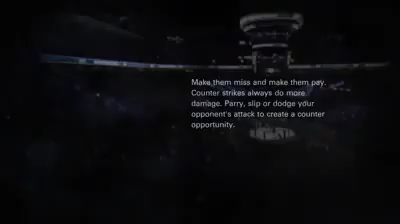 Make them miss and make them pay.
Counter strikes always do more
damage. Parry, slip or dodge your
opponent's attack to create a counter
opportunity.